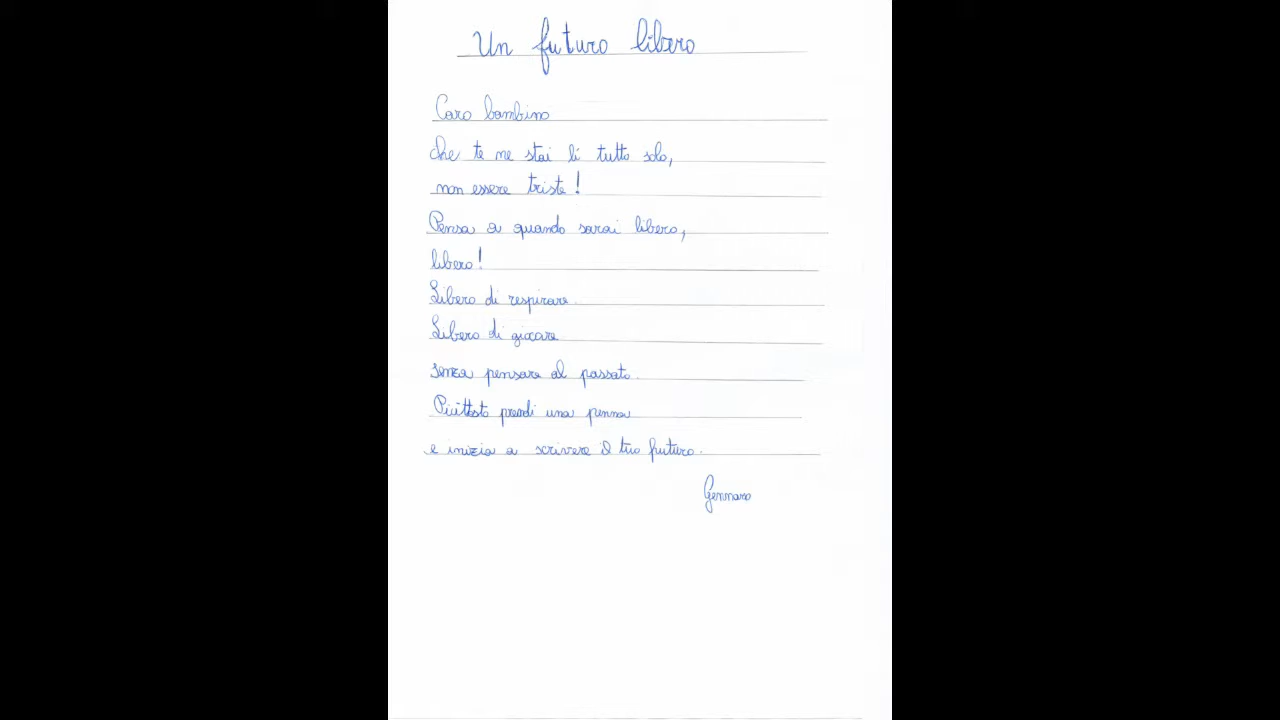 Un futuro libero
Caro bambino
che te ne stai lì tutto solo,
non essere triste!
Pensa a quando sarai libero,
libero!
Libero di respirare.
Libero di giocare
senza pensare al passato.
Piuttosto prendi una penna
e inizia a scrivere il tuo futuro.
Gennaro